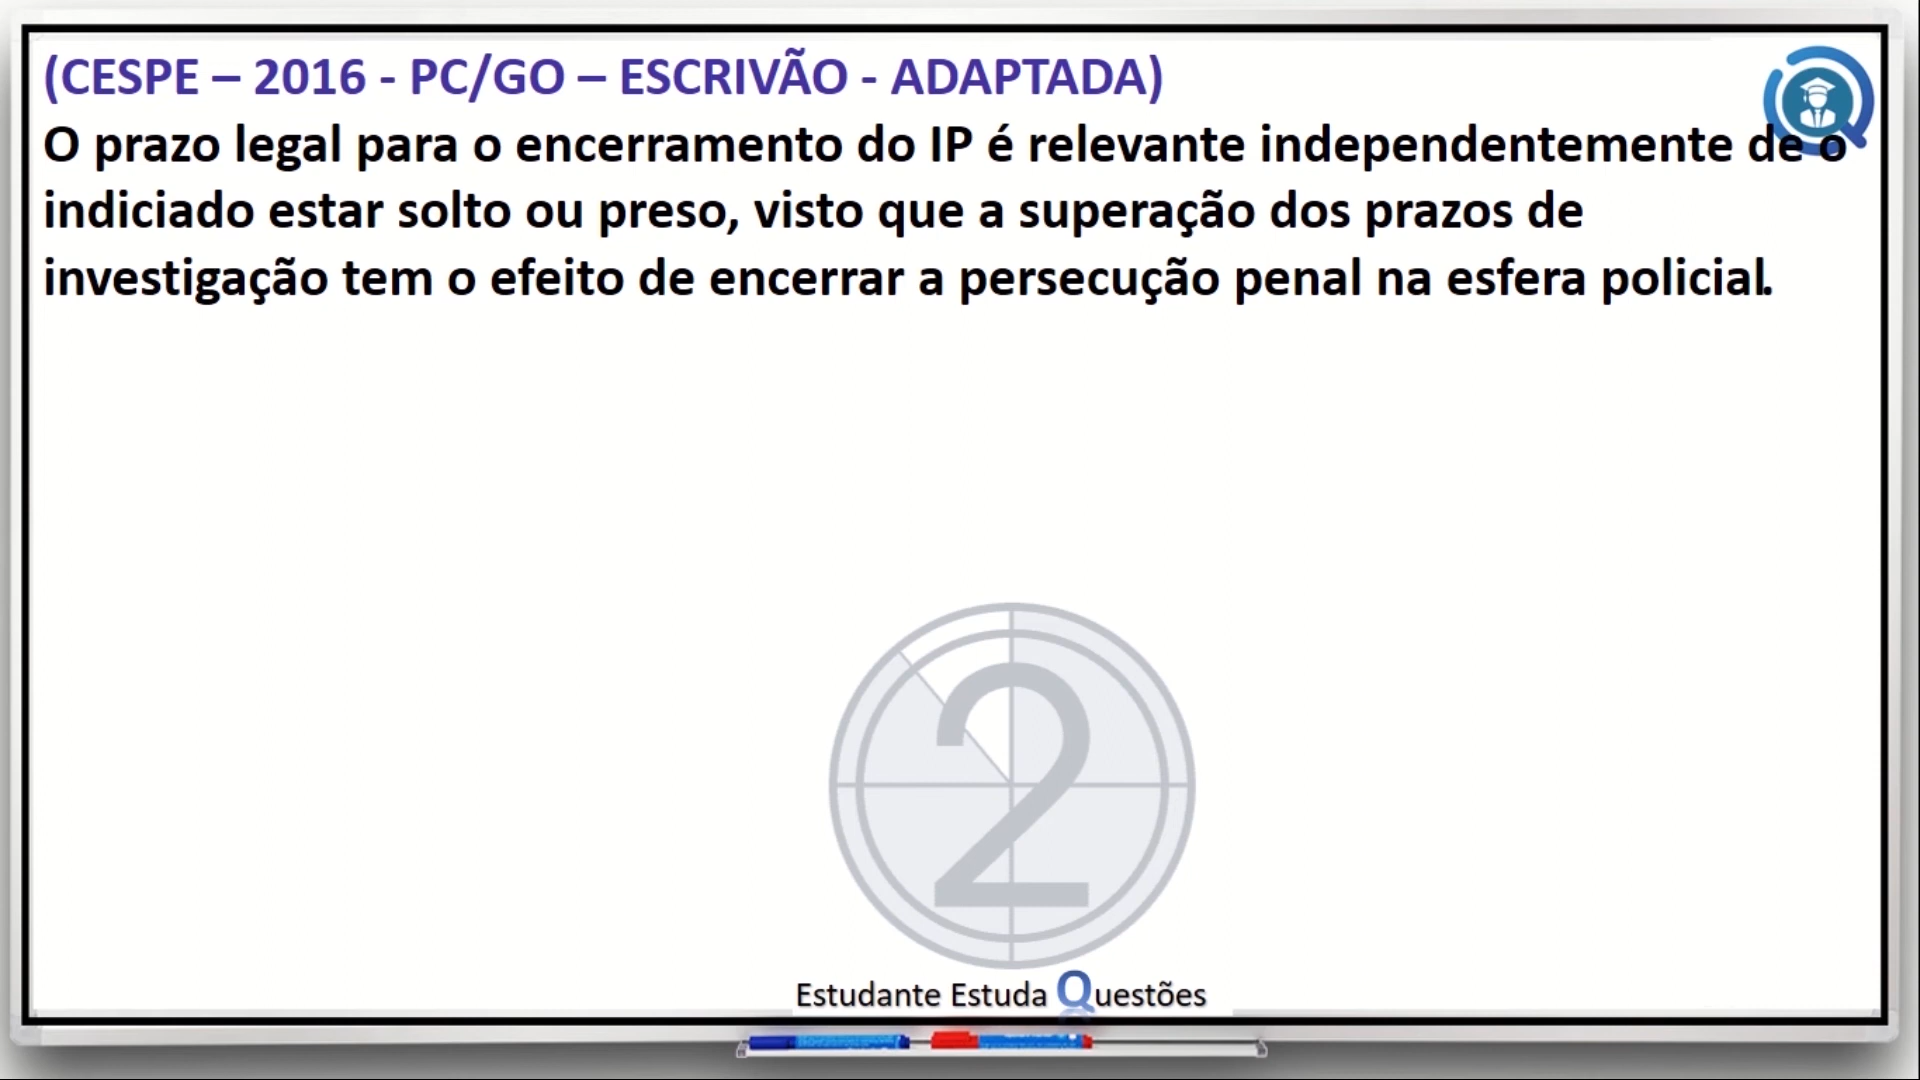 (CESPE – 2016 - PC/GO – ESCRIVÃO - ADAPTADA)
O prazo legal para o encerramento do IP é relevante independentemente de o
indiciado estar solto ou preso, visto que a superação dos prazos de
investigação tem o efeito de encerrar a persecução penal na esfera policial.
2
Estudante Estuda Questões